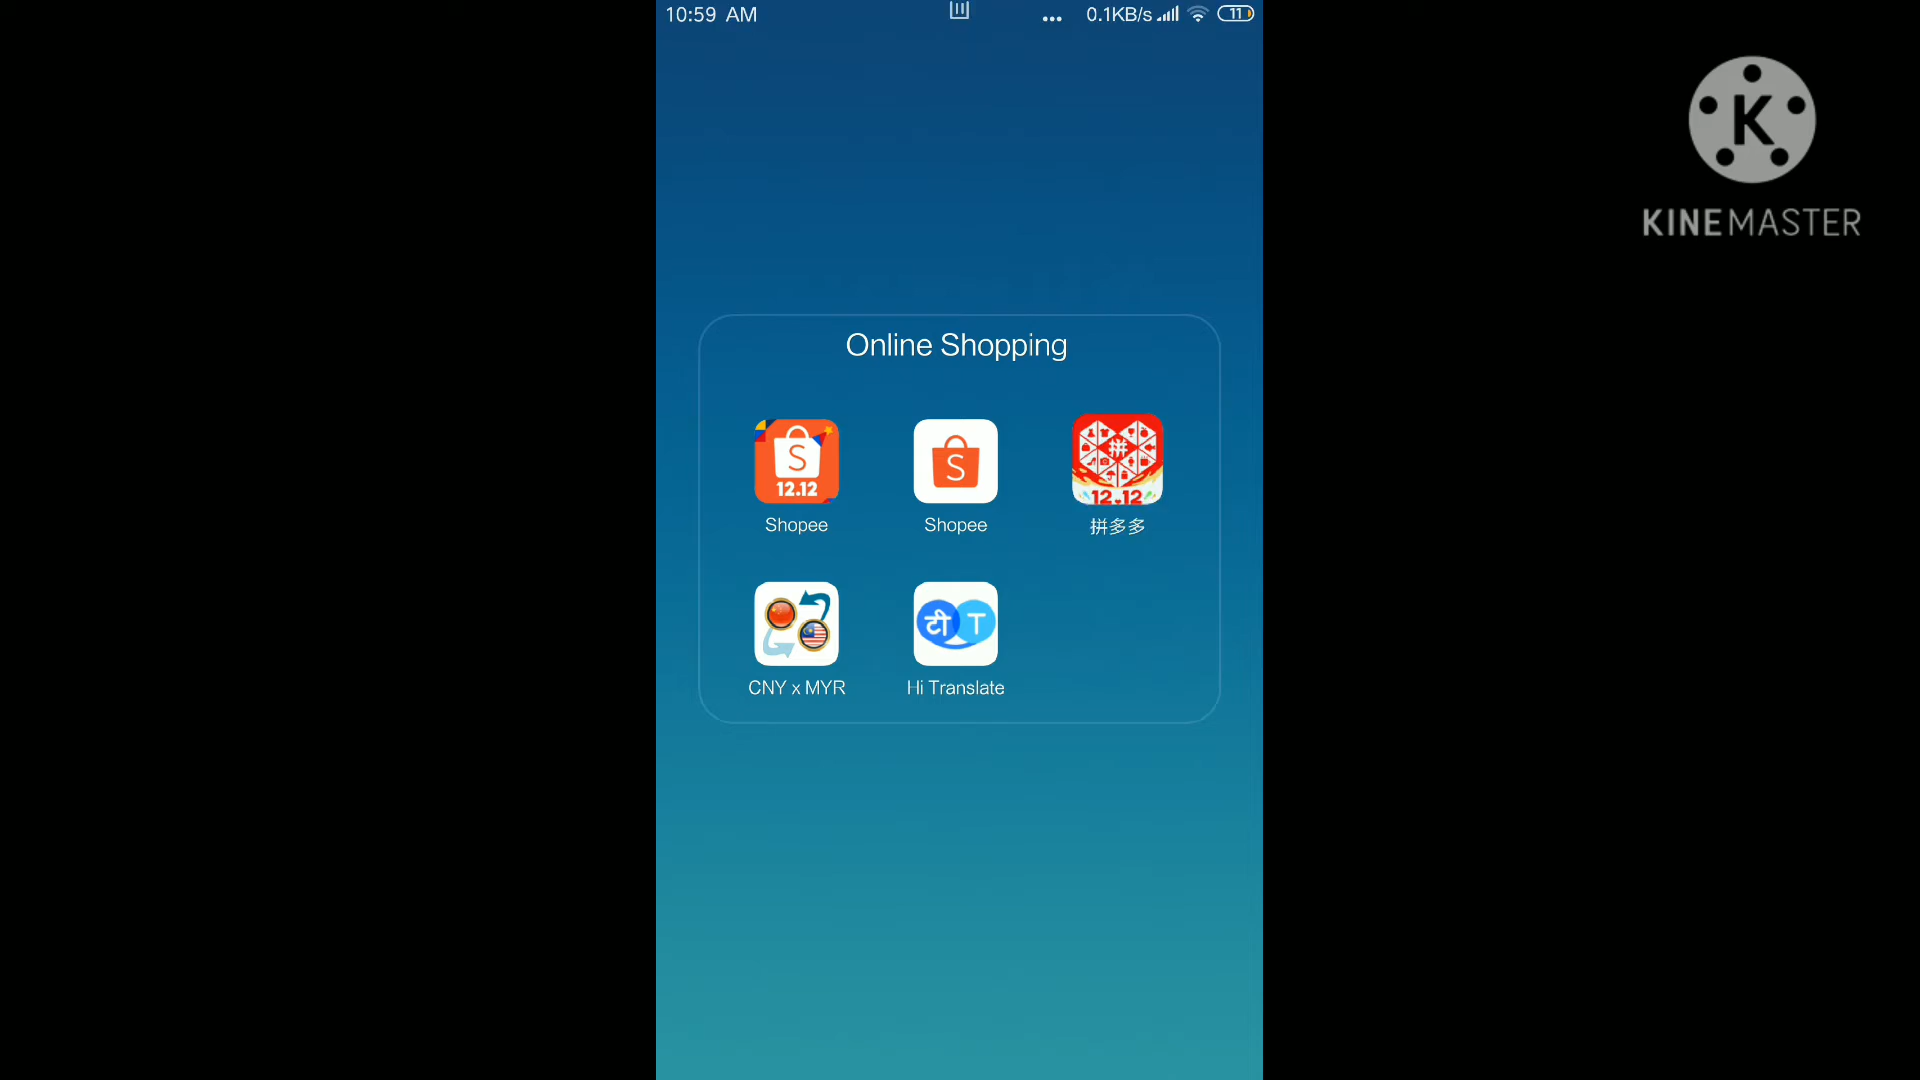 10:59 AM
0.1KB/s
11
K
KINEMASTER
Online Shopping
S
12.12
Shopee
S
Shopee
拼
12.12
拼多多
CNY x MYR
टी T
Hi Translate